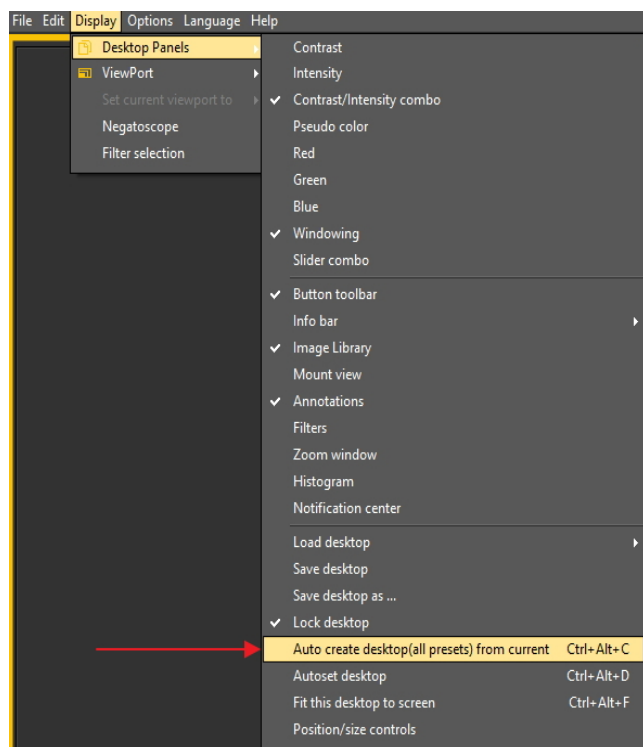 File Edit Display Options Language Help
Desktop Panels
ViewPort
Set current viewport to
Negatoscope
Filter selection
Contrast
Intensity
Contrast/Intensity combo
Pseudo color
Red
Green
Blue
Windowing
Slider combo
Button toolbar
Info bar
Image Library
Mount view
Annotations
Filters
Zoom window
Histogram
Notification center
Load desktop
Save desktop
Save desktop as ...
Lock desktop
Auto create desktop(all presets) from current Ctrl+Alt+C
Autoset desktop Ctrl+Alt+D
Fit this desktop to screen Ctrl+Alt+F
Position/size controls